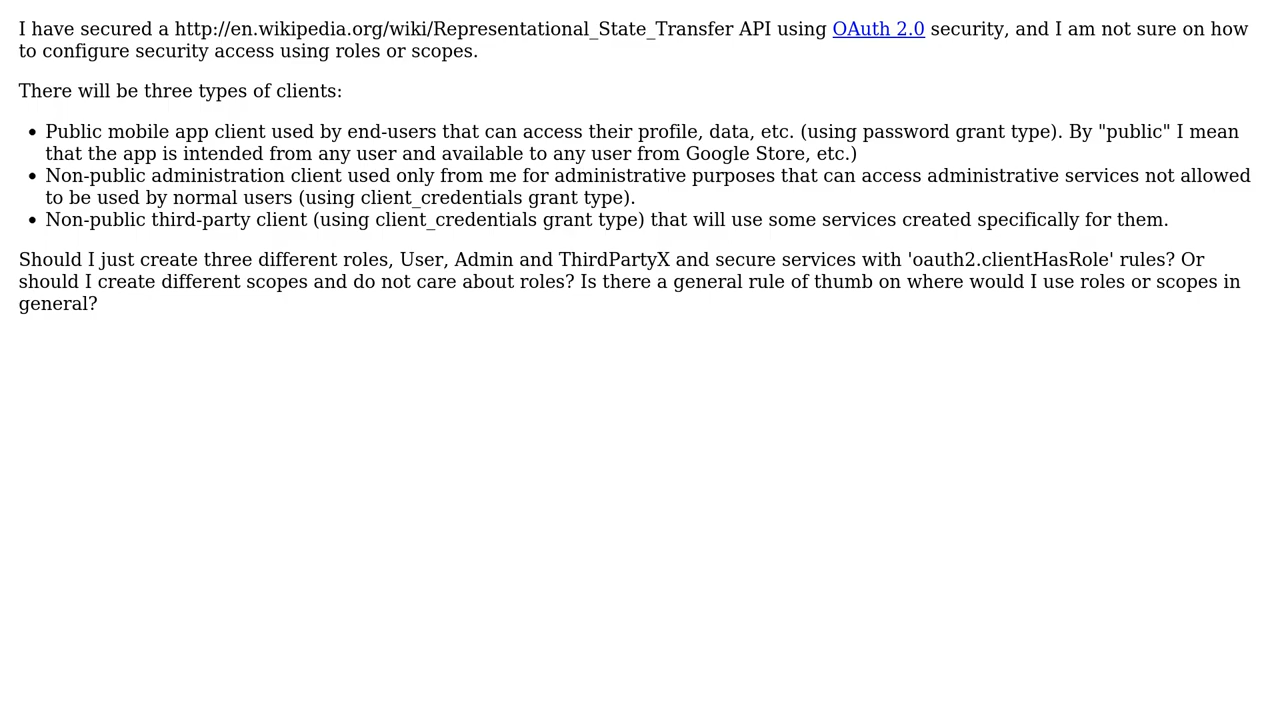 I have secured a http://en.wikipedia.org/wiki/Representational_State_Transfer API using OAuth 2.0 security, and I am not sure on how
to configure security access using roles or scopes.
There will be three types of clients:
• Public mobile app client used by end-users that can access their profile, data, etc. (using password grant type). By "public" I mean
that the app is intended from any user and available to any user from Google Store, etc.)
• Non-public administration client used only from me for administrative purposes that can access administrative services not allowed
to be used by normal users (using client_credentials grant type).
• Non-public third-party client (using client_credentials grant type) that will use some services created specifically for them.
Should I just create three different roles, User, Admin and ThirdPartyX and secure services with 'oauth2.clientHasRole' rules? Or
should I create different scopes and do not care about roles? Is there a general rule of thumb on where would I use roles or scopes in
general?